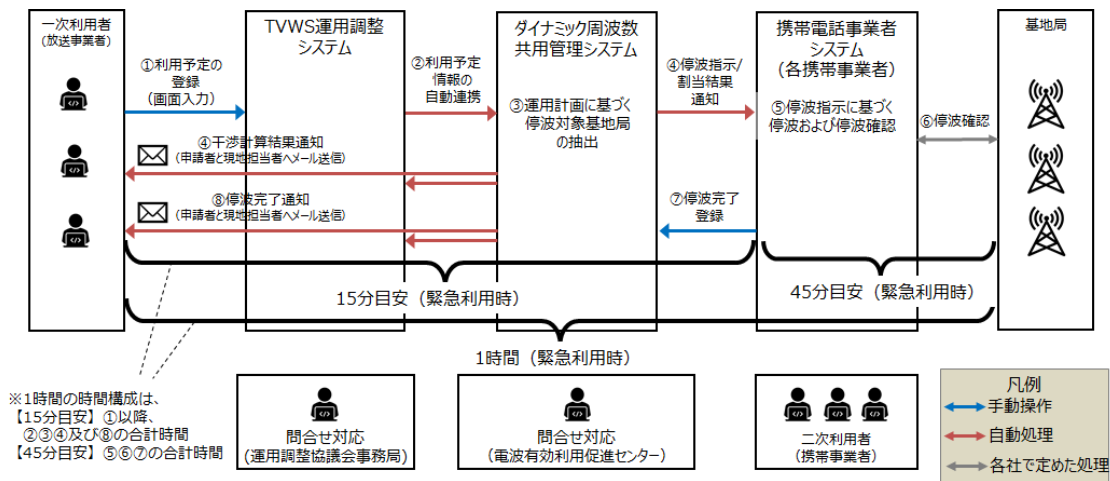 一次利用者
(放送事業者)
TVWS運用調整
システム
ダイナミック周波数
共用管理システム
携帯電話事業者
システム
(各携帯事業者)
基地局
①利用予定の
登録
(画面入力)
②利用予定
情報の
自動連携
③運用計画に基づく
停波対象基地局
の抽出
④停波指示/
割当結果
通知
⑤停波指示に基づく
停波および停波確認
⑥停波確認
④干渉計算結果通知
(申請者と現地担当者へメール送信)
⑧停波完了通知
(申請者と現地担当者へメール送信)
⑦停波完了
登録
15分目安（緊急利用時）
45分目安（緊急利用時）
1時間（緊急利用時）
※1時間の時間構成は、
【15分目安】①以降、
②③④及び⑧の合計時間
【45分目安】⑤⑥⑦の合計時間
問合せ対応
(運用調整協議会事務局)
問合せ対応
(電波有効利用促進センター)
二次利用者
(携帯事業者)
凡例
手動操作
自動処理
各社で定めた処理